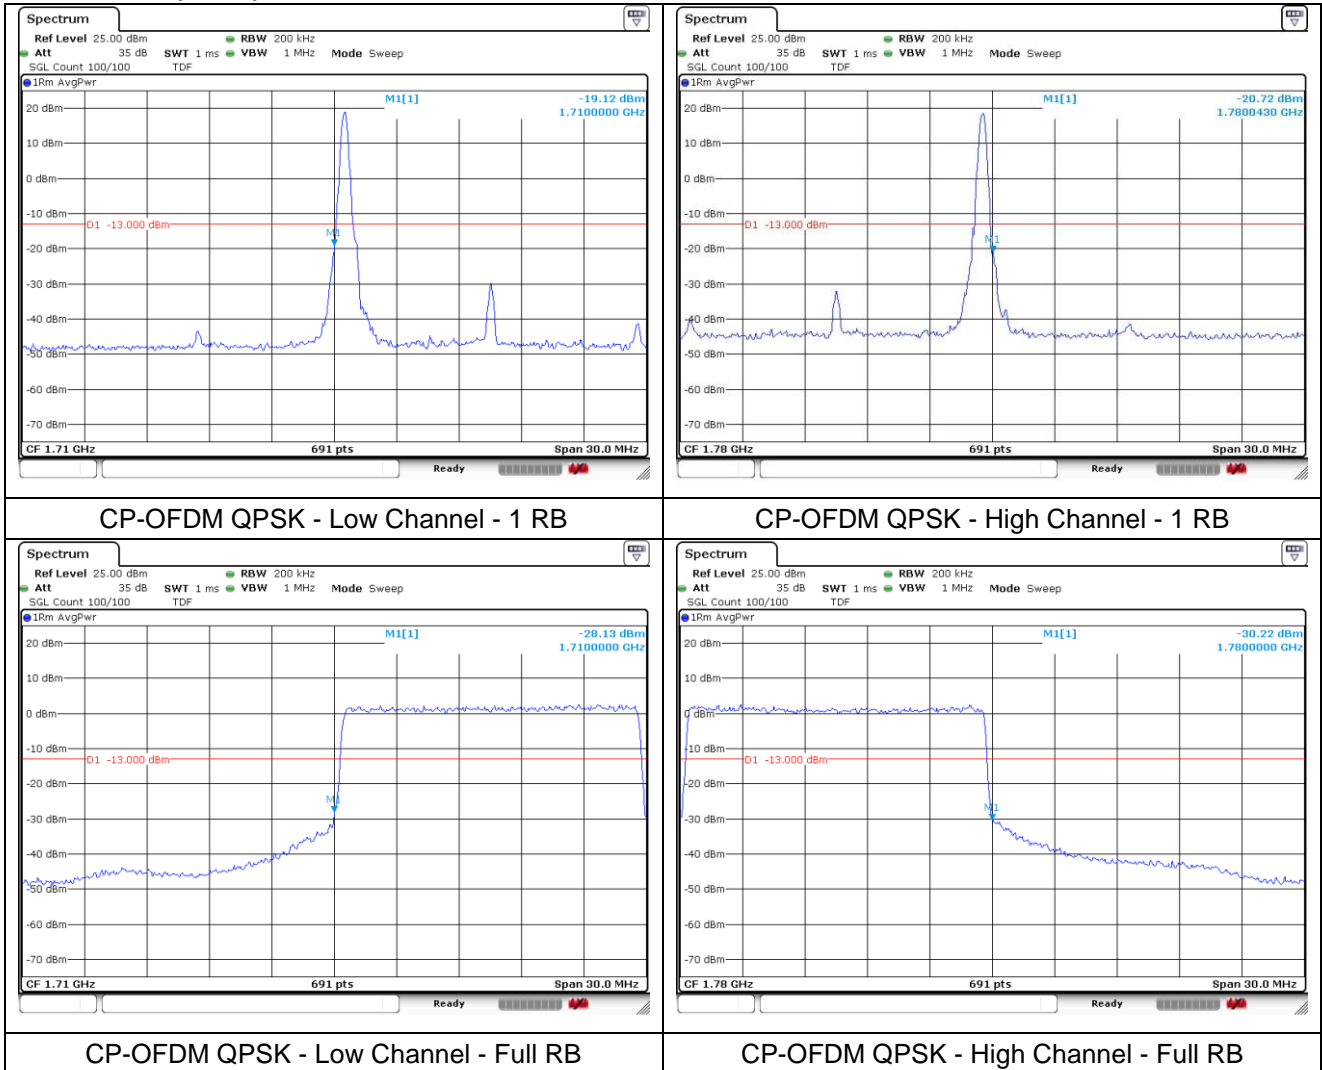 Spectrum
Ref Level 25.00 dBm RBW 200 kHz
Att 35 dB SWT 1 ms VBW 1 MHz Mode Sweep
SGL Count 100/100 TDF
1Rm AvgPwr
M1[1] -19.12 dBm
1.7100000 GHz
20 dBm
10 dBm
0 dBm
-10 dBm
D1 -13.000 dBm
M1
-20 dBm
-30 dBm
-40 dBm
-50 dBm
-60 dBm
-70 dBm
CF 1.71 GHz 691 pts Span 30.0 MHz
Ready
CP-OFDM QPSK - Low Channel - 1 RB
Spectrum
Ref Level 25.00 dBm RBW 200 kHz
Att 35 dB SWT 1 ms VBW 1 MHz Mode Sweep
SGL Count 100/100 TDF
1Rm AvgPwr
M1[1] -20.72 dBm
1.7800430 GHz
20 dBm
10 dBm
0 dBm
-10 dBm
D1 -13.000 dBm
M1
-20 dBm
-30 dBm
-40 dBm
-50 dBm
-60 dBm
-70 dBm
CF 1.78 GHz 691 pts Span 30.0 MHz
Ready
CP-OFDM QPSK - High Channel - 1 RB
Spectrum
Ref Level 25.00 dBm RBW 200 kHz
Att 35 dB SWT 1 ms VBW 1 MHz Mode Sweep
SGL Count 100/100 TDF
1Rm AvgPwr
M1[1] -28.13 dBm
1.7100000 GHz
20 dBm
10 dBm
0 dBm
-10 dBm
D1 -13.000 dBm
-20 dBm
M1
-30 dBm
-40 dBm
-50 dBm
-60 dBm
-70 dBm
CF 1.71 GHz 691 pts Span 30.0 MHz
Ready
CP-OFDM QPSK - Low Channel - Full RB
Spectrum
Ref Level 25.00 dBm RBW 200 kHz
Att 35 dB SWT 1 ms VBW 1 MHz Mode Sweep
SGL Count 100/100 TDF
1Rm AvgPwr
M1[1] -30.22 dBm
1.7800000 GHz
20 dBm
10 dBm
0 dBm
-10 dBm
D1 -13.000 dBm
-20 dBm
M1
-30 dBm
-40 dBm
-50 dBm
-60 dBm
-70 dBm
CF 1.78 GHz 691 pts Span 30.0 MHz
Ready
CP-OFDM QPSK - High Channel - Full RB